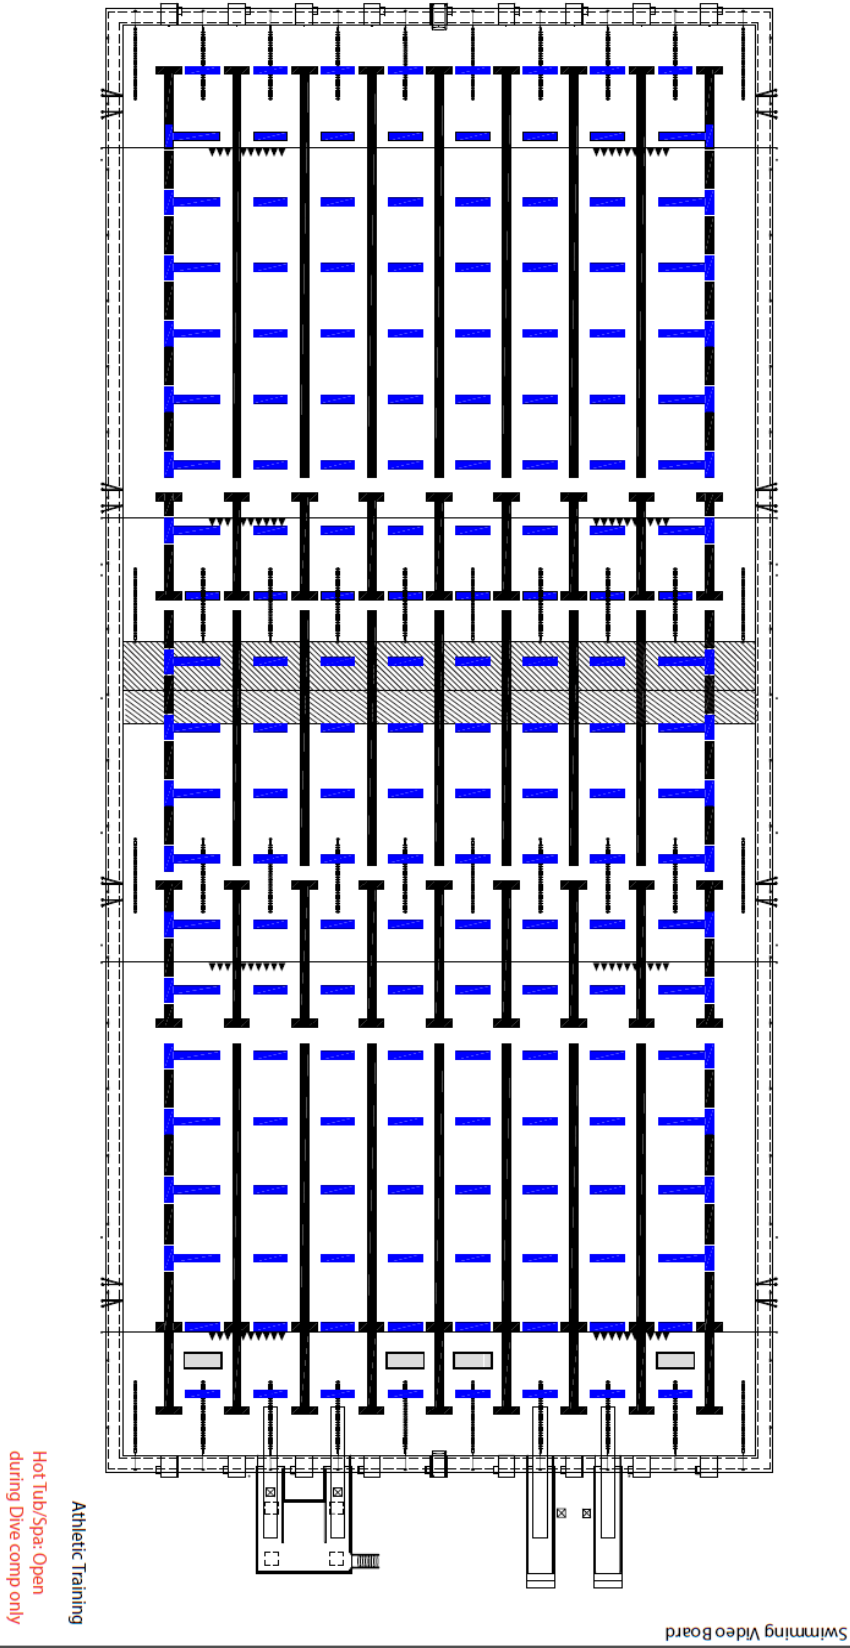 Hot Tub/Spa: Open
during Dive comp only
Athletic Training
Swimming Video Board